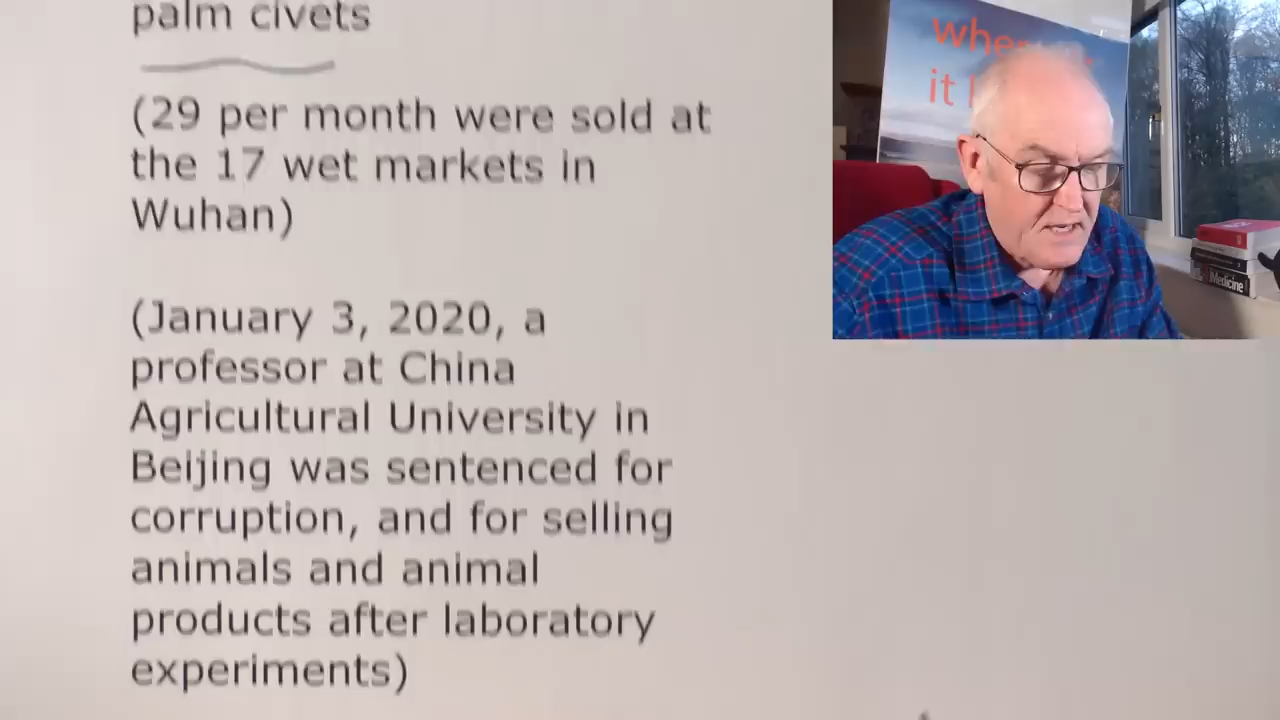 palm civets
(29 per month were sold at
the 17 wet markets in
Wuhan)
(January 3, 2020, a
professor at China
Agricultural University in
Beijing was sentenced for
corruption, and for selling
animals and animal
products after laboratory
experiments)
it
Medicine